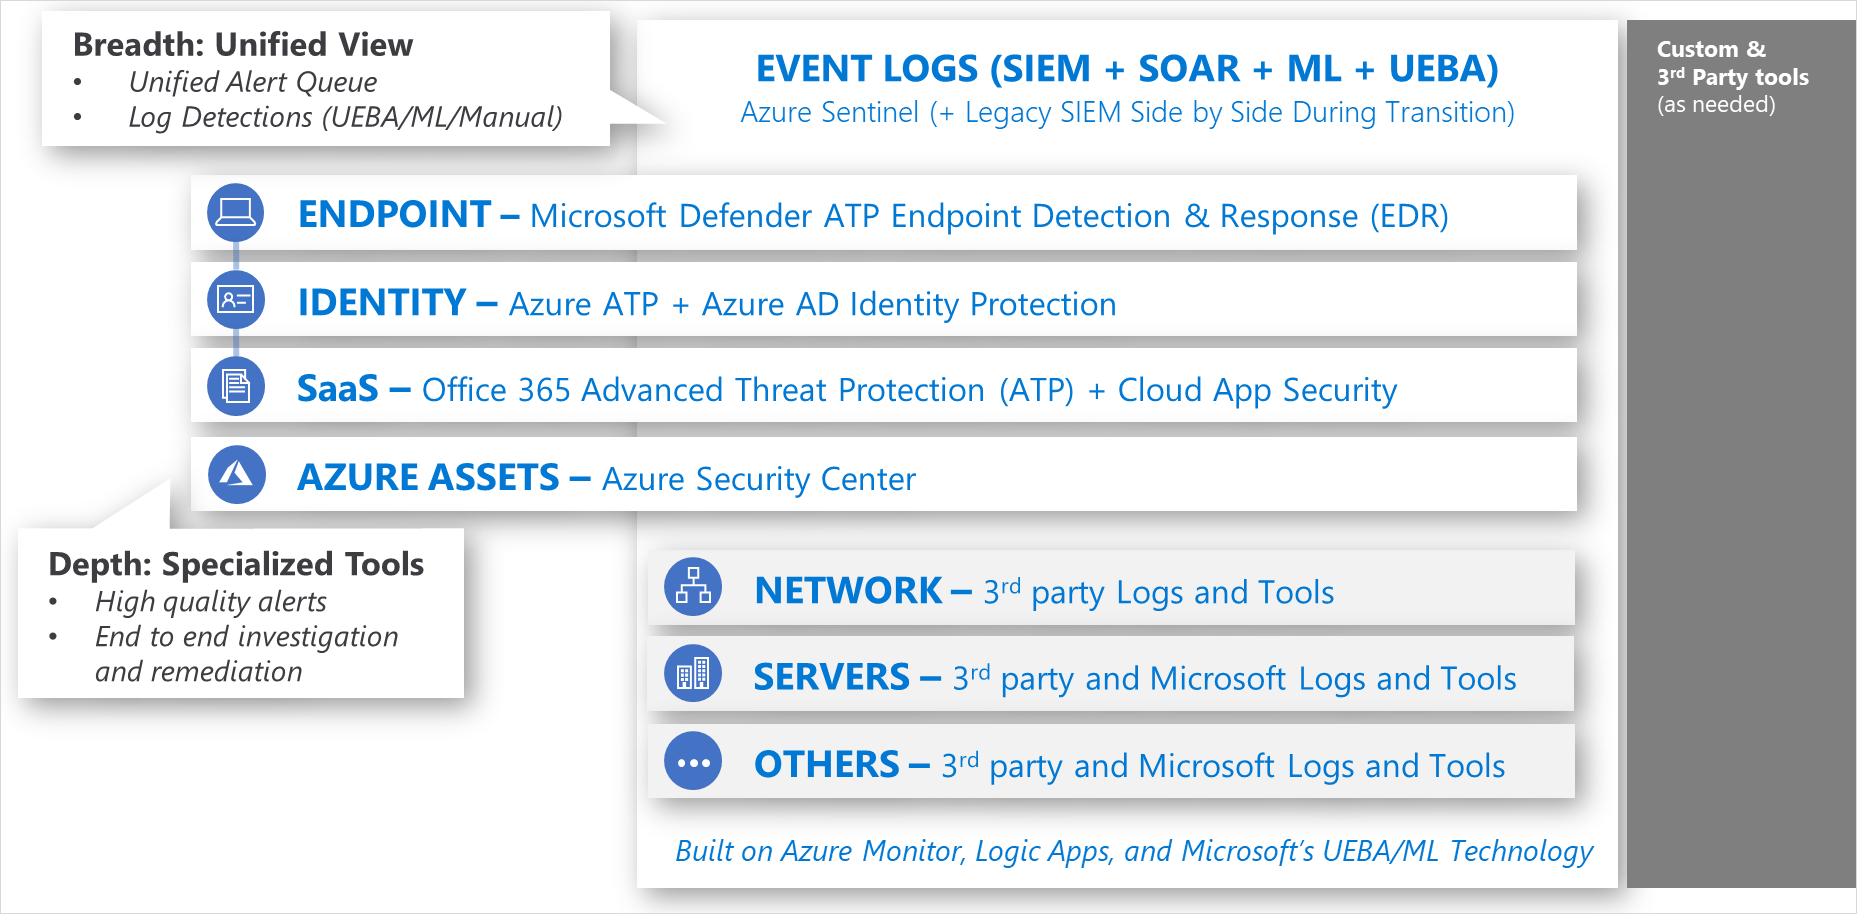 Breadth: Unified View
• Unified Alert Queue
• Log Detections (UEBA/ML/Manual)
EVENT LOGS (SIEM + SOAR + ML + UEBA)
Azure Sentinel (+ Legacy SIEM Side by Side During Transition)
Custom &
3rd Party tools
(as needed)
ENDPOINT – Microsoft Defender ATP Endpoint Detection & Response (EDR)
IDENTITY – Azure ATP + Azure AD Identity Protection
SaaS – Office 365 Advanced Threat Protection (ATP) + Cloud App Security
AZURE ASSETS – Azure Security Center
Depth: Specialized Tools
• High quality alerts
• End to end investigation
and remediation
NETWORK – 3rd party Logs and Tools
SERVERS – 3rd party and Microsoft Logs and Tools
OTHERS – 3rd party and Microsoft Logs and Tools
Built on Azure Monitor, Logic Apps, and Microsoft’s UEBA/ML Technology